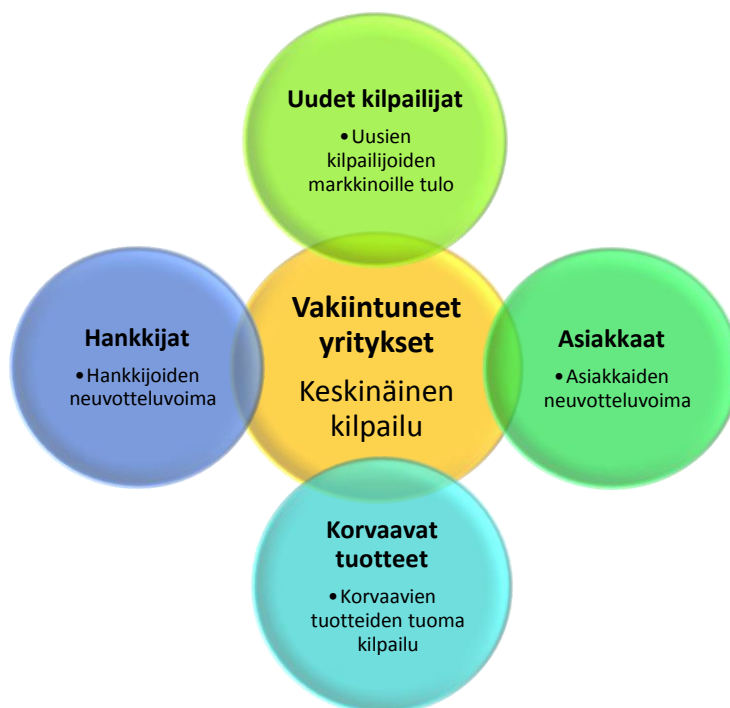 Uudet kilpailijat
•Uusien
kilpailijoiden
markkinoille tulo
Hankkijat
•Hankkijoiden
neuvotteluvoima
Vakiintuneet
yritykset
Keskinäinen
kilpailu
Asiakkaat
•Asiakkaiden
neuvotteluvoima
Korvaavat
tuotteet
•Korvaavien
tuotteiden tuoma
kilpailu